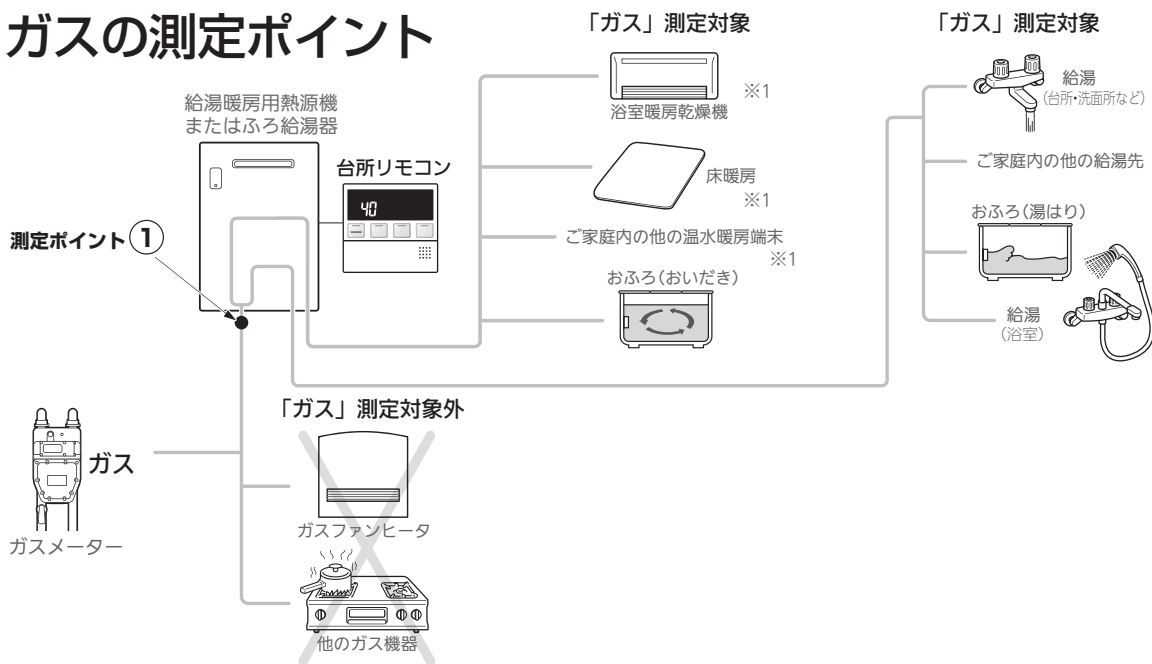 ガスの測定ポイント
給湯暖房用熱源機
またはふろ給湯器
台所リモコン
40
測定ポイント①
「ガス」測定対象
※1
浴室暖房乾燥機
床暖房
※1
ご家庭内の他の温水暖房端末
※1
おふろ(おいだき)
「ガス」測定対象
給湯
(台所・洗面所など)
ご家庭内の他の給湯先
おふろ(湯はり)
給湯
(浴室)
ガス
ガスメーター
「ガス」測定対象外
ガスファンヒータ
他のガス機器